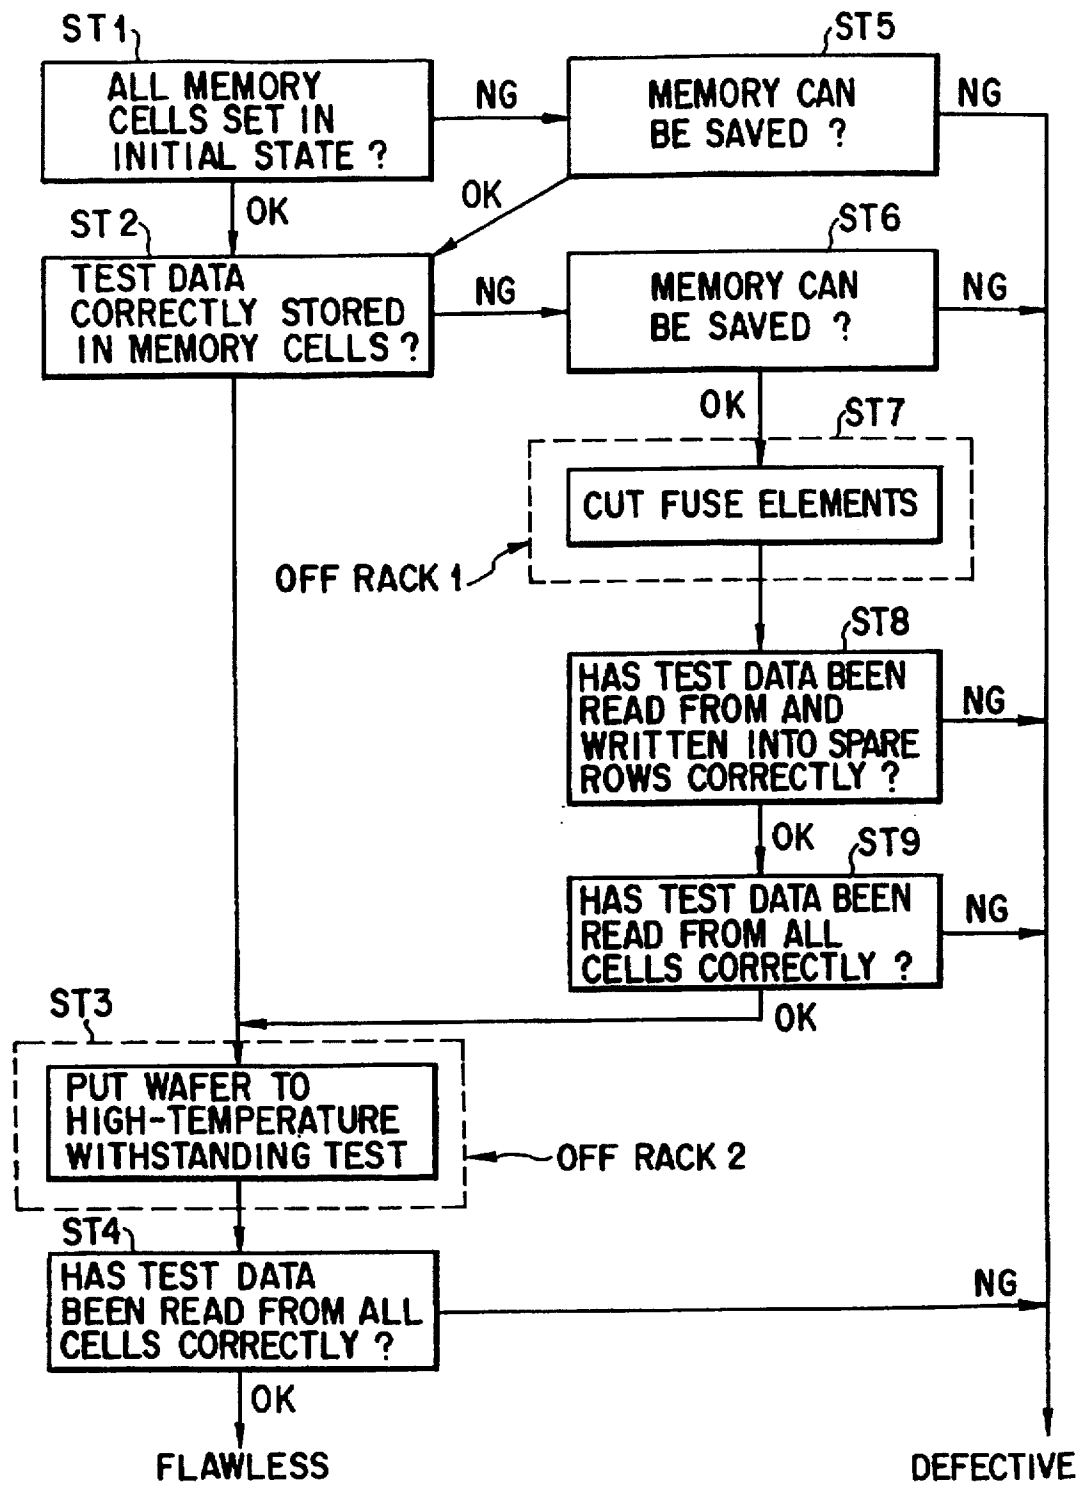 ST1
ALL MEMORY
CELLS SET IN
INITIAL STATE ?
NG
ST5
MEMORY CAN
BE SAVED ?
NG
OK
OK
ST2
TEST DATA
CORRECTLY STORED
IN MEMORY CELLS ?
NG
ST6
MEMORY CAN
BE SAVED ?
NG
OK
ST7
CUT FUSE ELEMENTS
OFF RACK 1
ST8
HAS TEST DATA BEEN
READ FROM AND
WRITTEN INTO SPARE
ROWS CORRECTLY ?
NG
OK
ST9
HAS TEST DATA BEEN
READ FROM ALL
CELLS CORRECTLY ?
NG
OK
ST3
PUT WAFER TO
HIGH-TEMPERATURE
WITHSTANDING TEST
OFF RACK 2
ST4
HAS TEST DATA
BEEN READ FROM ALL
CELLS CORRECTLY ?
NG
OK
FLAWLESS
DEFECTIVE